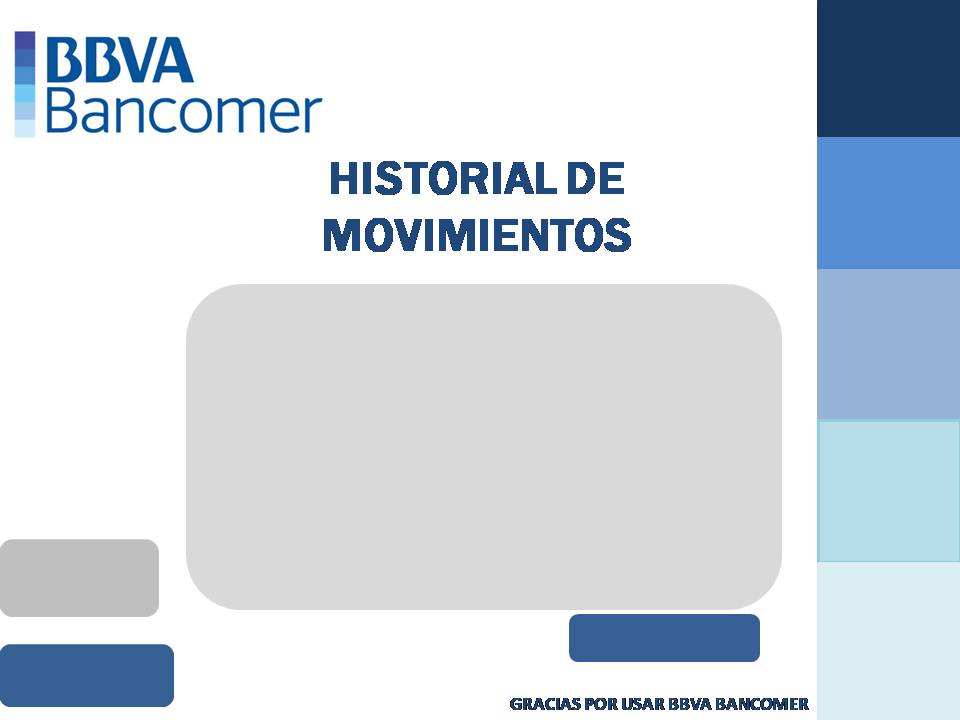 BBVA
Bancomer
HISTORIAL DE
MOVIMIENTOS
GRACIAS POR USAR BBVA BANCOMER